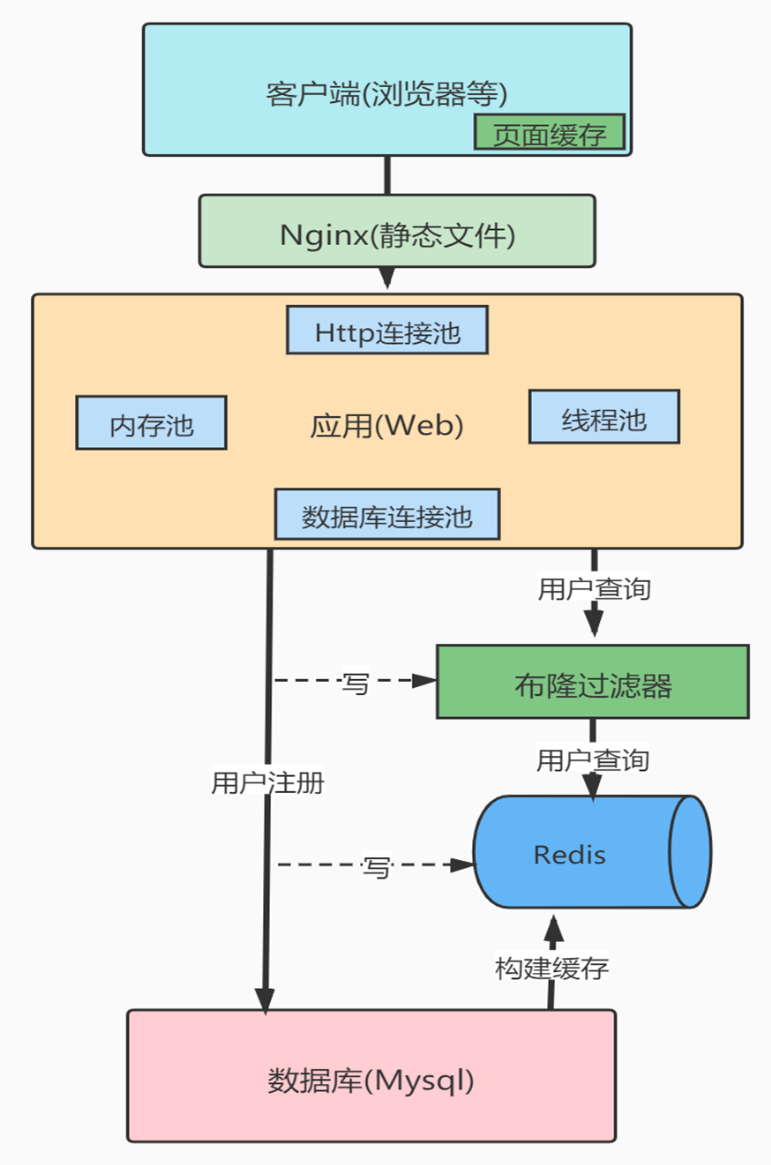 客户端(浏览器等)
页面缓存
Nginx(静态文件)
Http连接池
内存池
应用(Web)
线程池
数据库连接池
用户查询
写
布隆过滤器
用户查询
用户注册
Redis
写
构建缓存
数据库(Mysql)